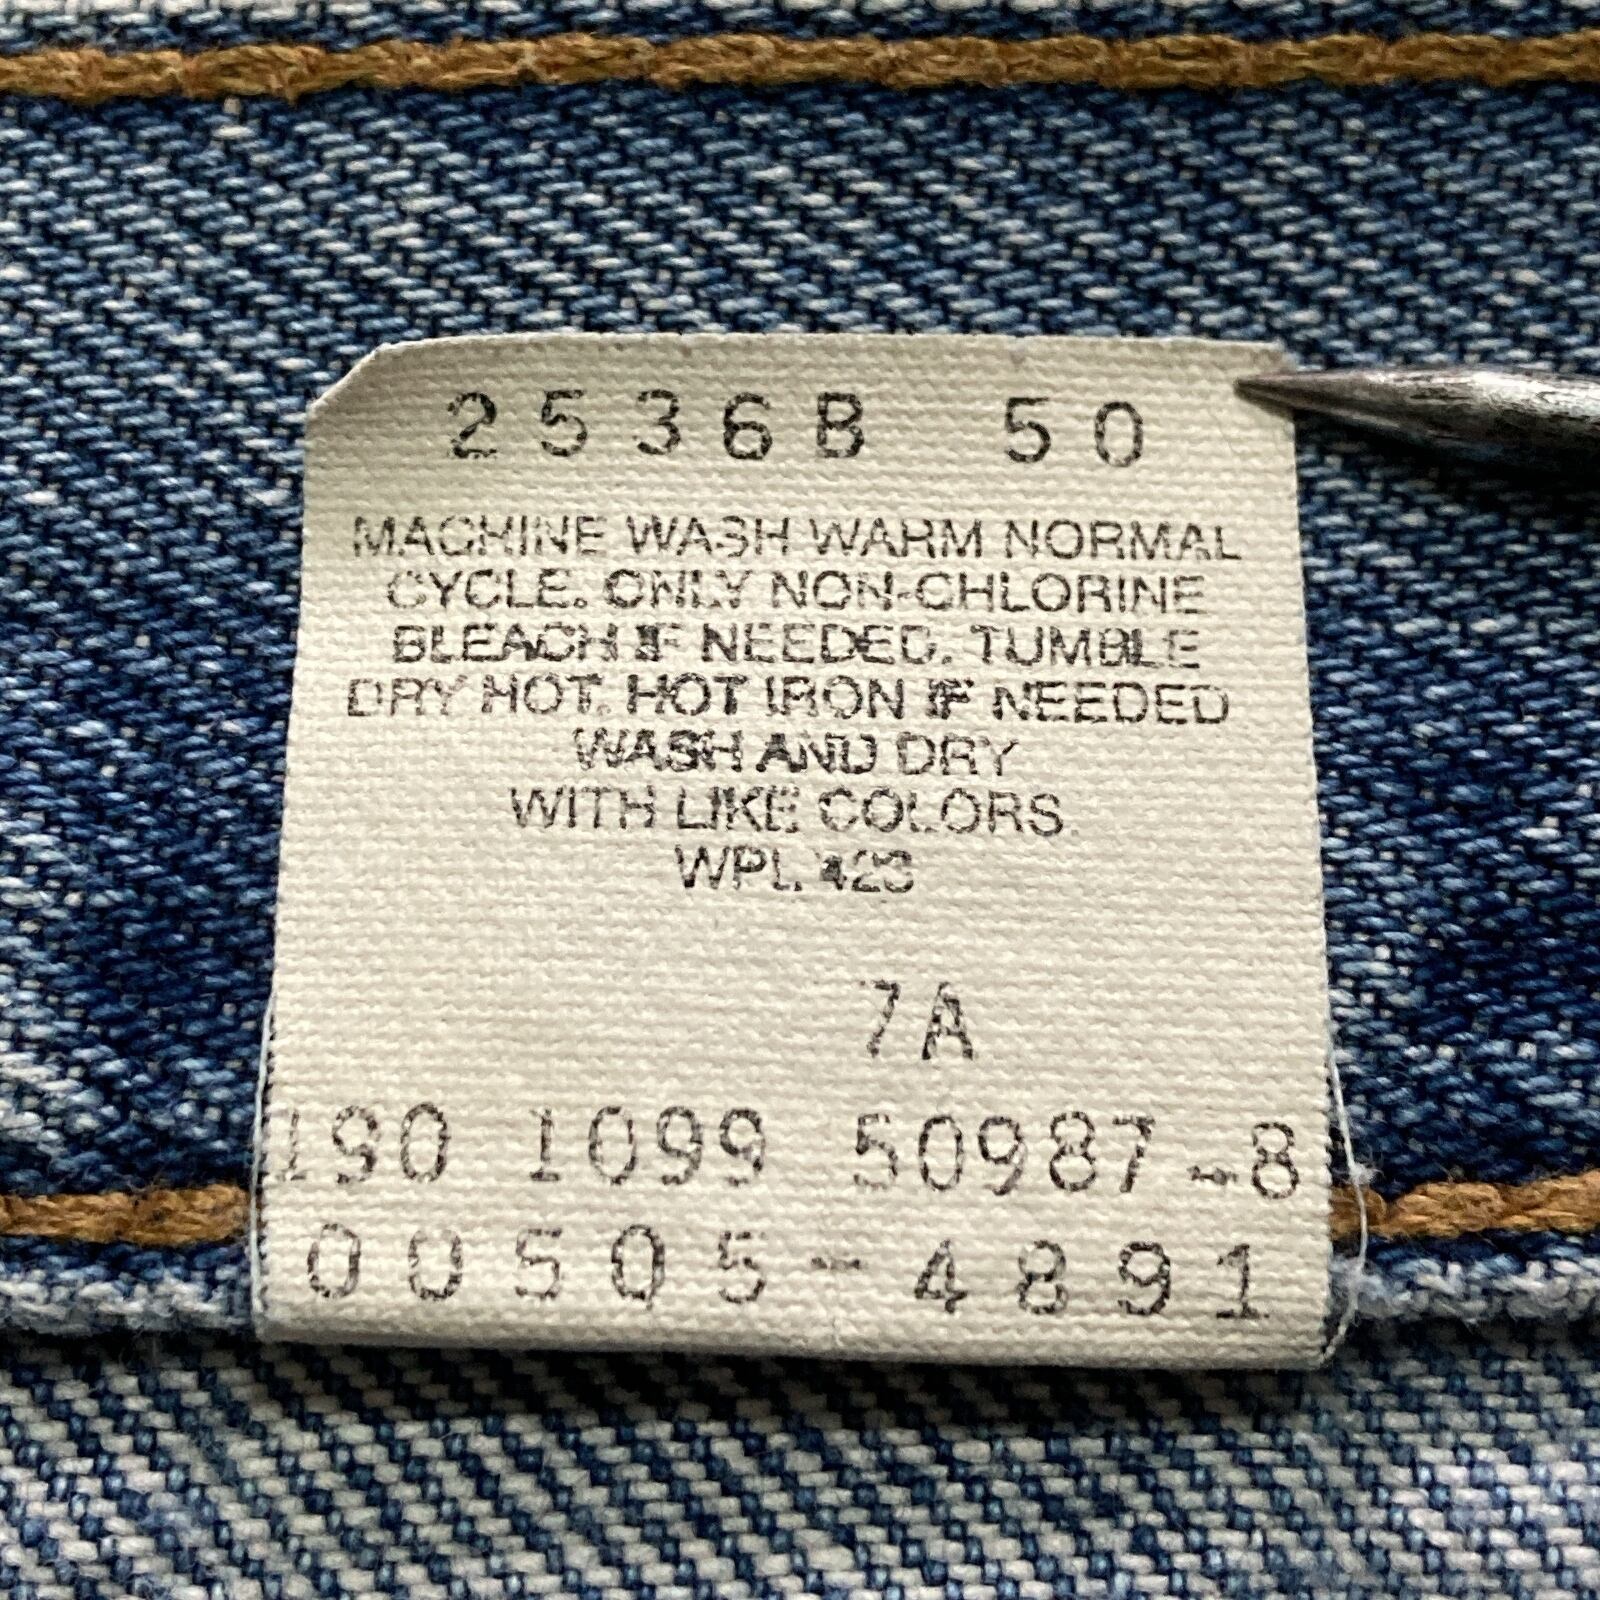 2536B 50
MACHINE WASH WARM NORMAL
CYCLE. ONLY NON-CHLORINE
BLEACH IF NEEDED. TUMBLE
DRY HOT. HOT IRON IF NEEDED
WASH AND DRY
WITH LIKE COLORS.
WPL 423
7A
190 1099 50987-8
00505-4891